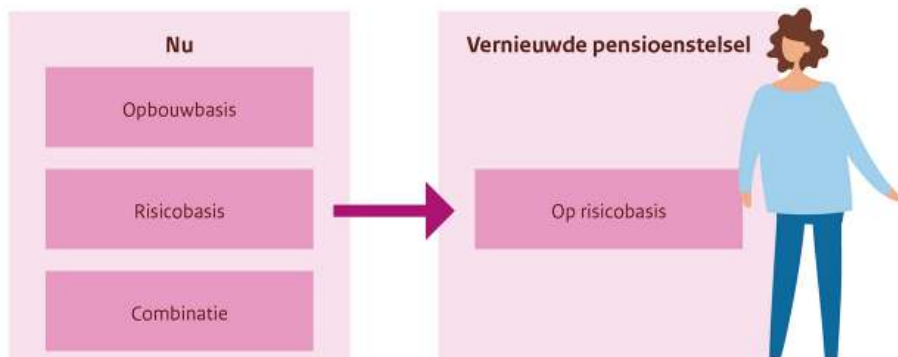 Nu
Opbouwbasis
Risicobasis
Combinatie
Vernieuwde pensioenstelsel
Op risicobasis